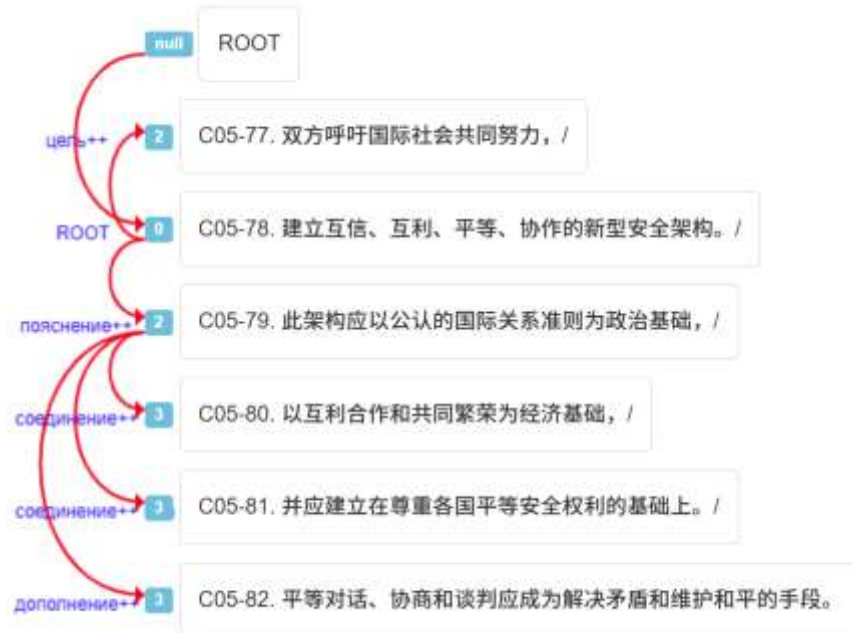 null ROOT
цель++ 2 C05-77. 双方呼吁国际社会共同努力，/
ROOT 0 C05-78. 建立互信、互利、平等、协作的新型安全架构。/
пояснение++ 2 C05-79. 此架构应以公认的国际关系准则为政治基础，/
соединение++ 3 C05-80. 以互利合作和共同繁荣为经济基础，/
соединение++ 3 C05-81. 并应建立在尊重各国平等安全权利的基础上。/
дополнение++ 3 C05-82. 平等对话、协商和谈判应成为解决矛盾和维护和平的手段。